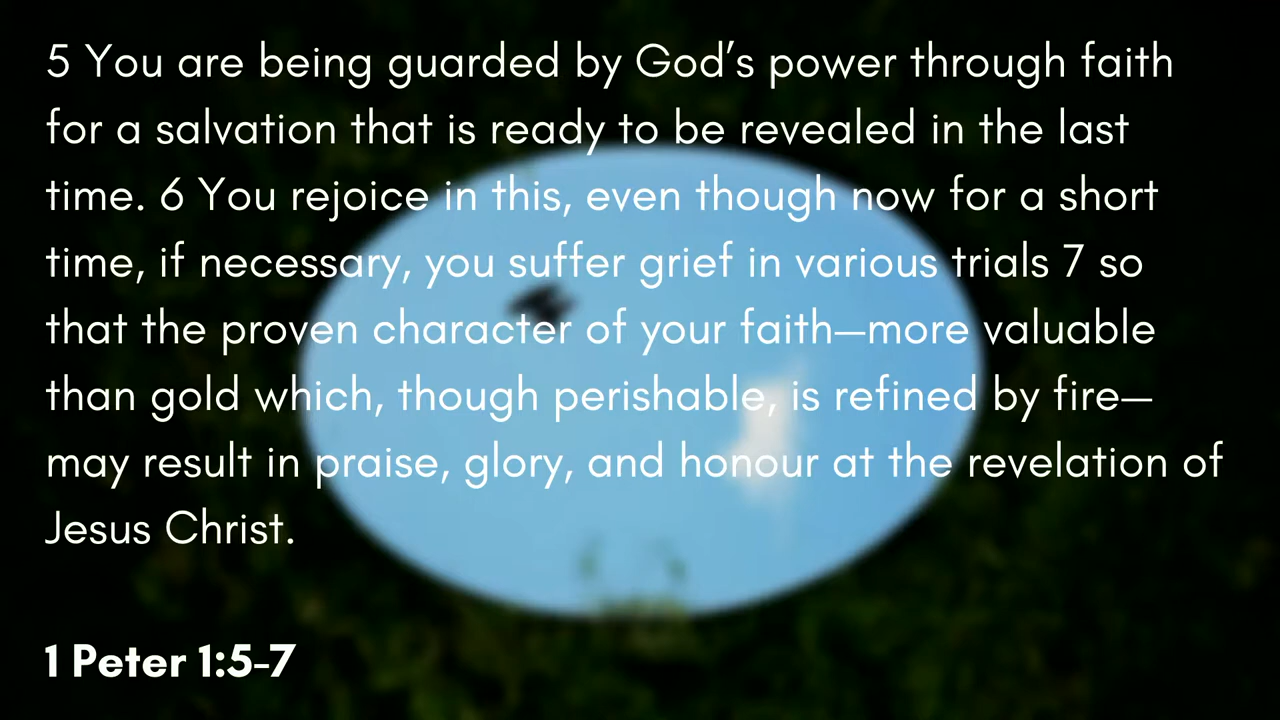 5 You are being guarded by God’s power through faith
for a salvation that is ready to be revealed in the last
time. 6 You rejoice in this, even though now for a short
time, if necessary, you suffer grief in various trials 7 so
that the proven character of your faith—more valuable
than gold which, though perishable, is refined by fire—
may result in praise, glory, and honour at the revelation of
Jesus Christ.
1 Peter 1:5-7